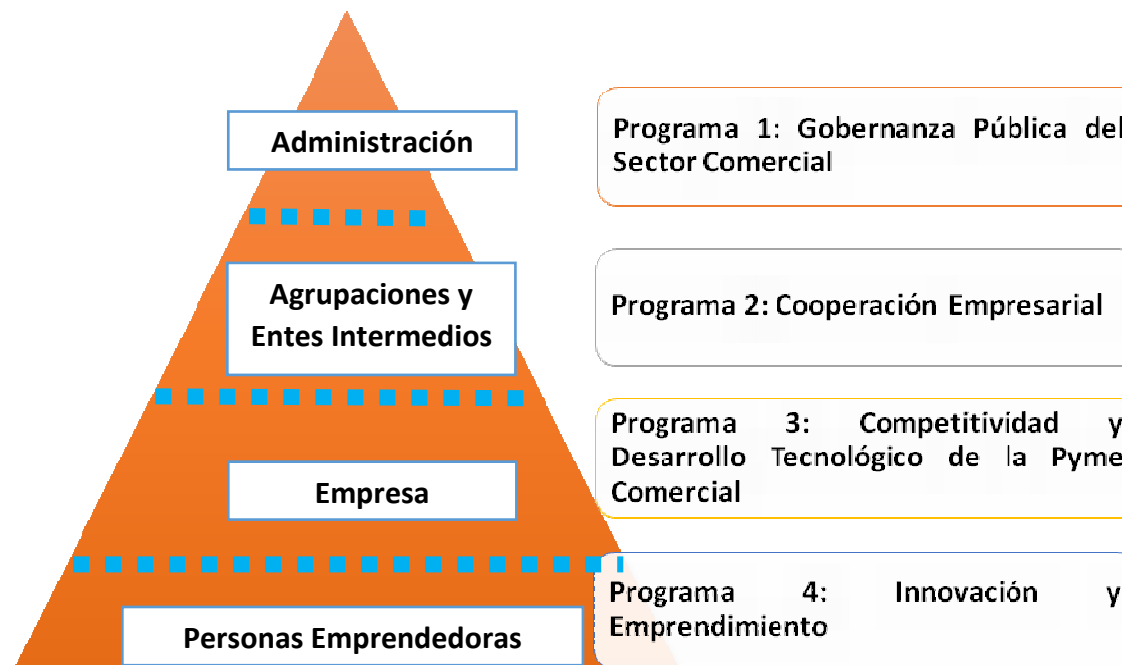 Administración
Programa 1: Gobernanza Pública del
Sector Comercial
Agrupaciones y
Entes Intermedios
Programa 2: Cooperación Empresarial
Empresa
Programa 3: Competitividad y
Desarrollo Tecnológico de la Pyme
Comercial
Personas Emprendedoras
Programa 4: Innovación y
Emprendimiento